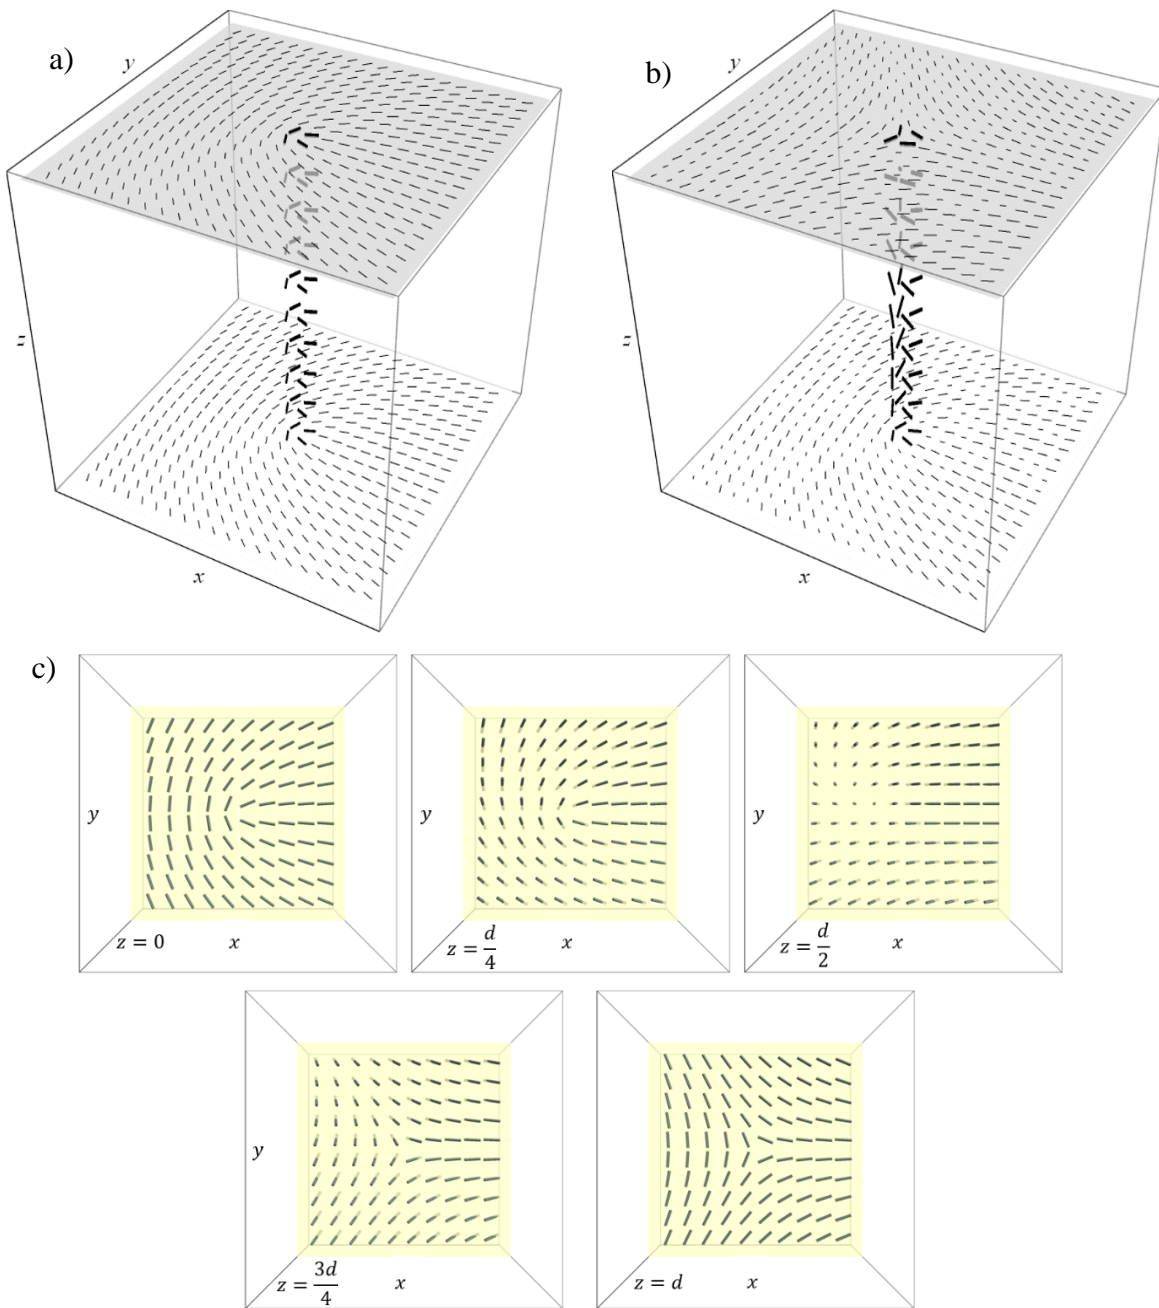 a)
y
z
x
b)
y
z
x
c)
y
z = 0
x
y
z = d/4
x
y
z = d/2
x
y
z = 3d/4
x
z = d
x